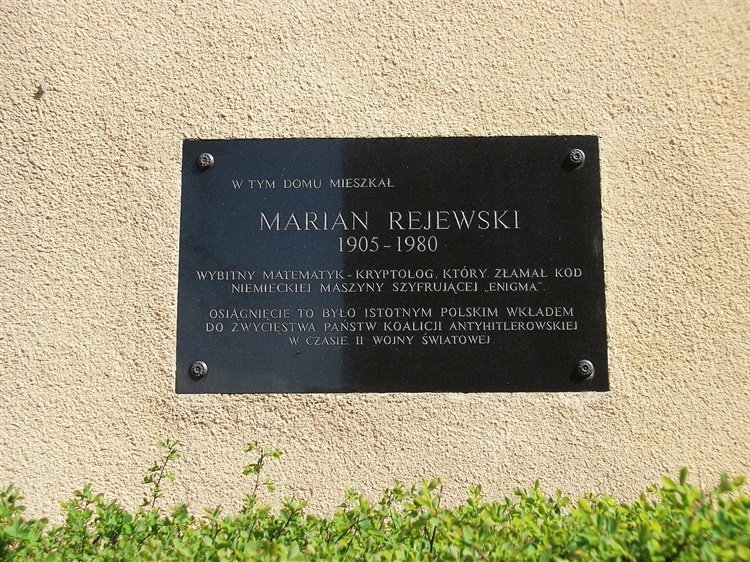 W TYM DOMU MIESZKAŁ
MARIAN REJEWSKI
1905-1980
WYBITNY MATEMATYK-KRYPTOLOG, KTÓRY ZŁAMAŁ KOD
NIEMIECKIEJ MASZYNY SZYFRUJĄCEJ „ENIGMA”.
OSIĄGNIĘCIE TO BYŁO ISTOTNYM POLSKIM WKŁADEM
DO ZWYCIĘSTWA PAŃSTW KOALICJI ANTYHITLEROWSKIEJ
W CZASIE II WOJNY ŚWIATOWEJ.